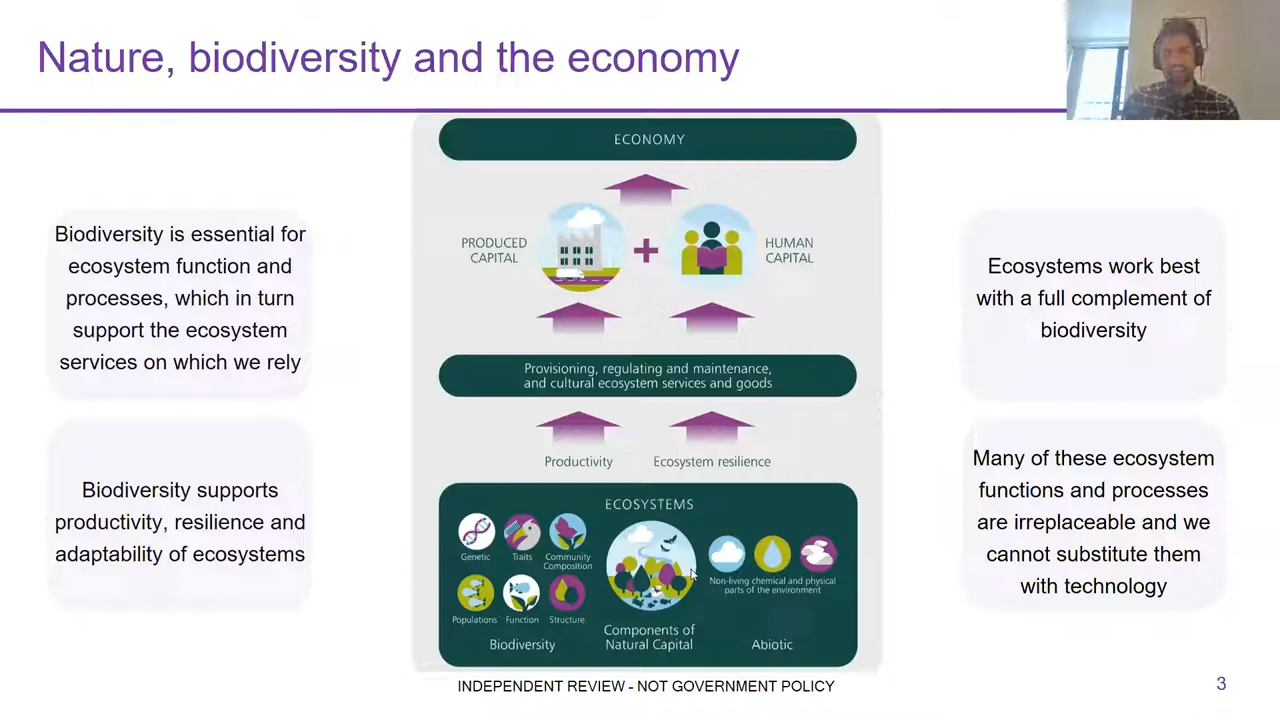 Nature, biodiversity and the economy
Biodiversity is essential for
ecosystem function and
processes, which in turn
support the ecosystem
services on which we rely
Biodiversity supports
productivity, resilience and
adaptability of ecosystems
ECONOMY
PRODUCED
CAPITAL
HUMAN
CAPITAL
Provisioning, regulating and maintenance,
and cultural ecosystem services and goods
Productivity
Ecosystem resilience
ECOSYSTEMS
Genetic
Traits
Community
Composition
Populations
Function
Structure
Biodiversity
Components of
Natural Capital
Non-living chemical and physical
parts of the environment
Abiotic
Ecosystems work best
with a full complement of
biodiversity
Many of these ecosystem
functions and processes
are irreplaceable and we
cannot substitute them
with technology
INDEPENDENT REVIEW - NOT GOVERNMENT POLICY
3